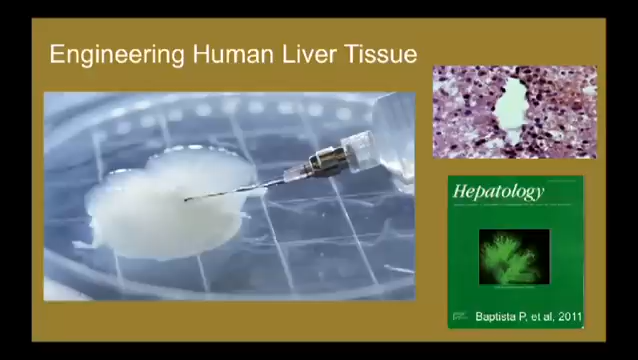 Engineering Human Liver Tissue
Hepatology
Baptista P, et al, 2011